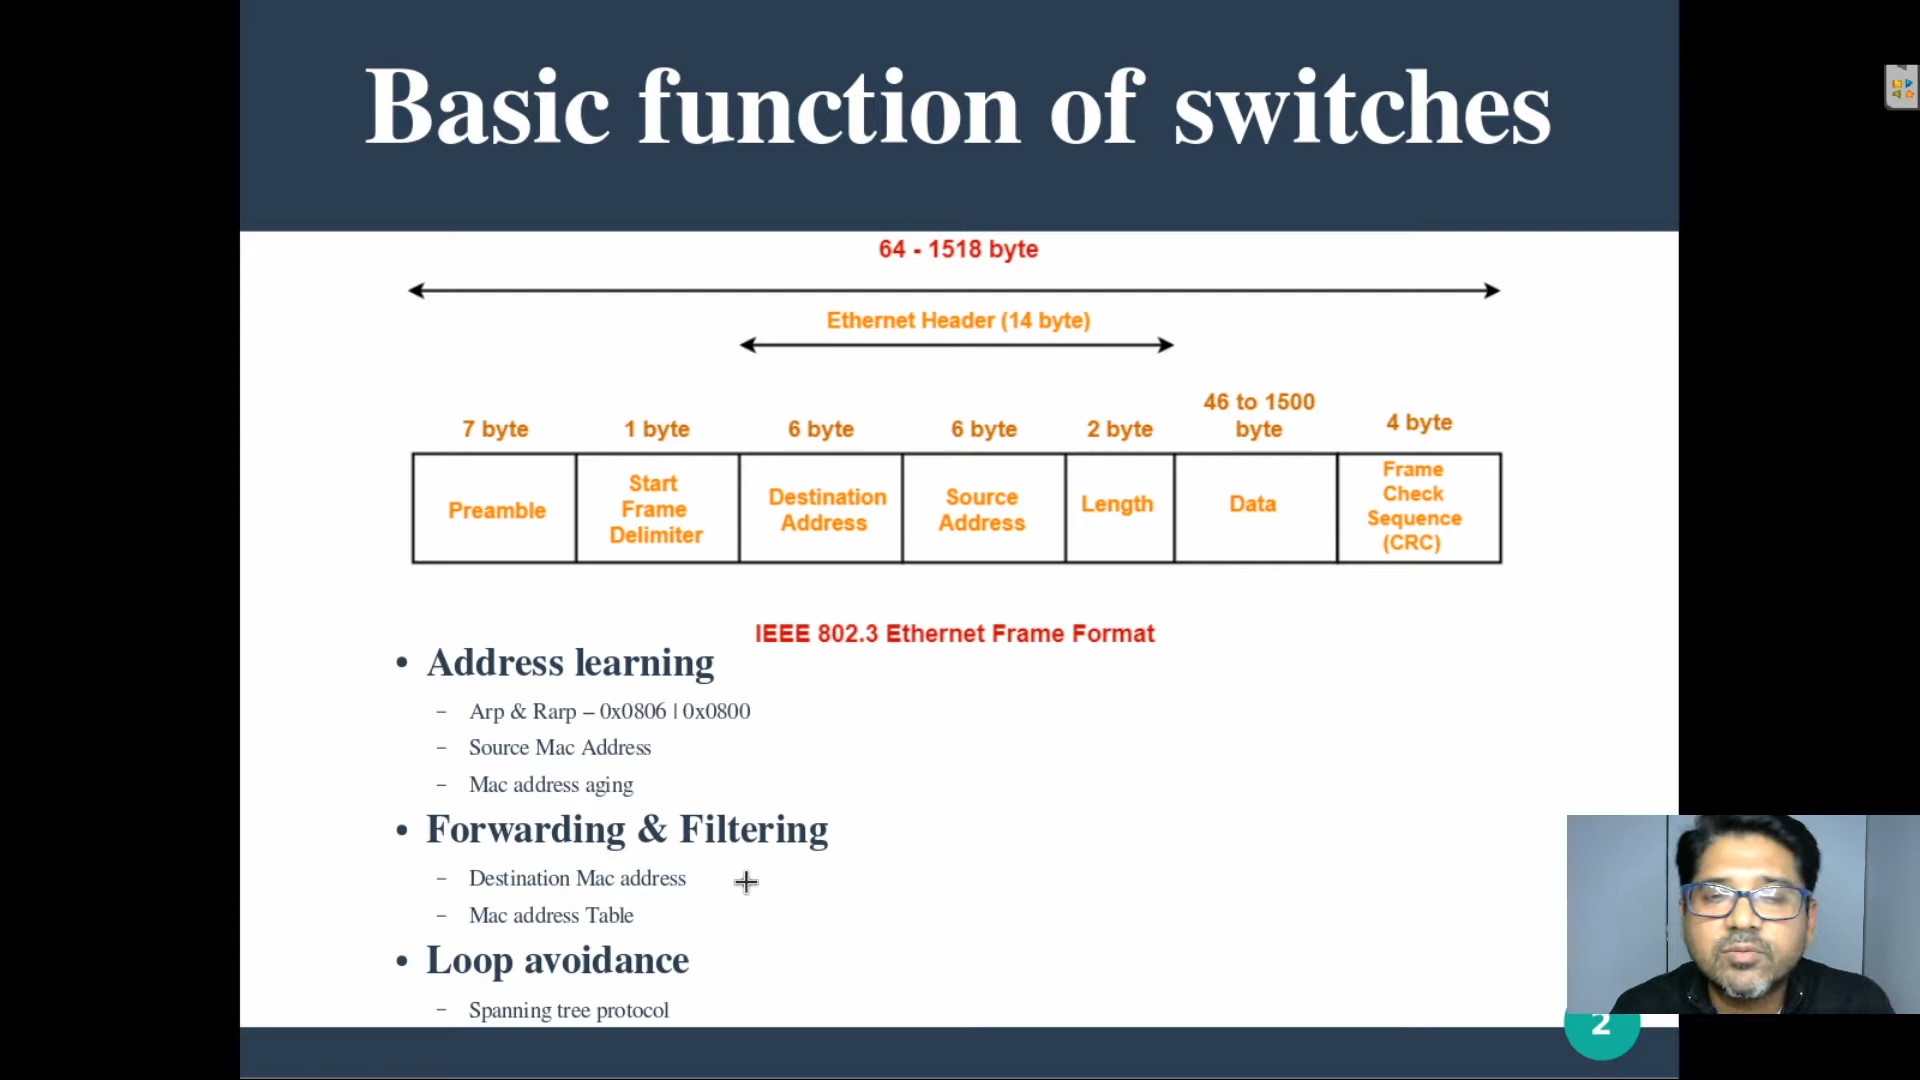 Basic function of switches
64 - 1518 byte
Ethernet Header (14 byte)
7 byte
1 byte
6 byte
6 byte
2 byte
46 to 1500
byte
4 byte
Preamble
Start
Frame
Delimiter
Destination
Address
Source
Address
Length
Data
Frame
Check
Sequence
(CRC)
IEEE 802.3 Ethernet Frame Format
• Address learning
– Arp & Rarp – 0x0806 | 0x0800
– Source Mac Address
– Mac address aging
• Forwarding & Filtering
– Destination Mac address
– Mac address Table
• Loop avoidance
– Spanning tree protocol
2